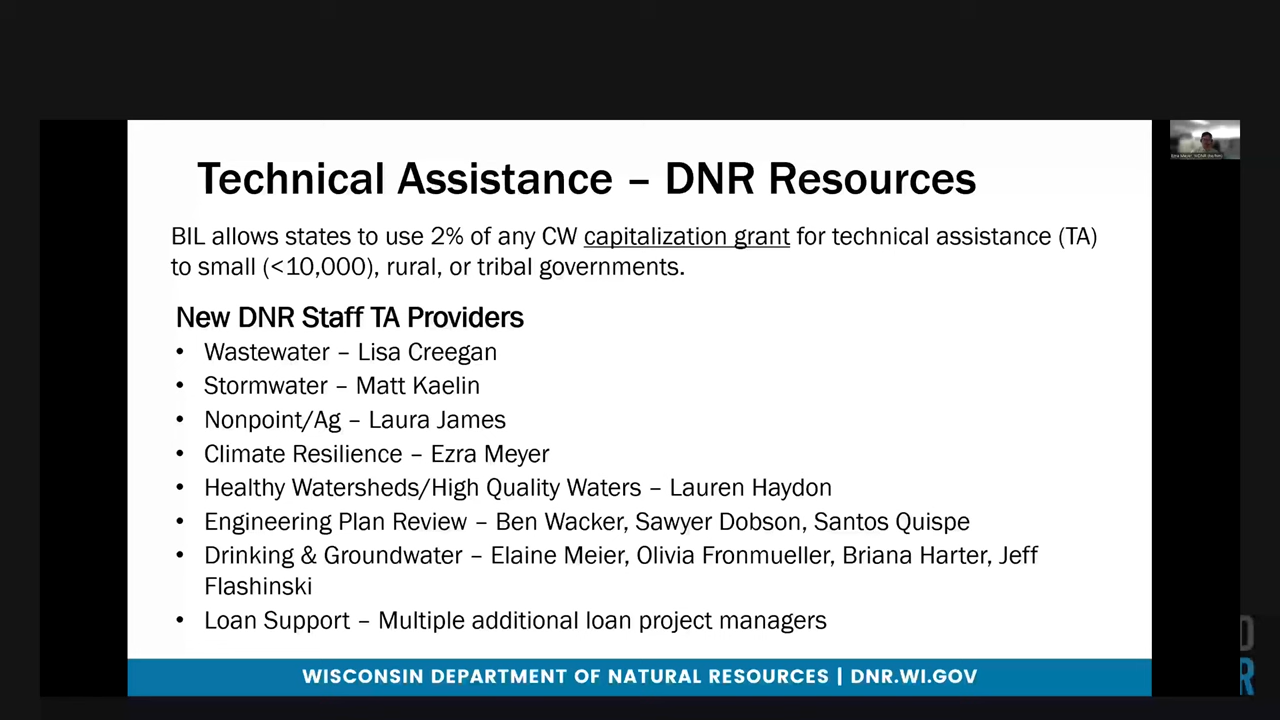 Technical Assistance – DNR Resources
BIL allows states to use 2% of any CW capitalization grant for technical assistance (TA)
to small (<10,000), rural, or tribal governments.
New DNR Staff TA Providers
• Wastewater – Lisa Creegan
• Stormwater – Matt Kaelin
• Nonpoint/Ag – Laura James
• Climate Resilience – Ezra Meyer
• Healthy Watersheds/High Quality Waters – Lauren Haydon
• Engineering Plan Review – Ben Wacker, Sawyer Dobson, Santos Quispe
• Drinking & Groundwater – Elaine Meier, Olivia Fronmueller, Briana Harter, Jeff
Flashinski
• Loan Support – Multiple additional loan project managers
WISCONSIN DEPARTMENT OF NATURAL RESOURCES | DNR.WI.GOV